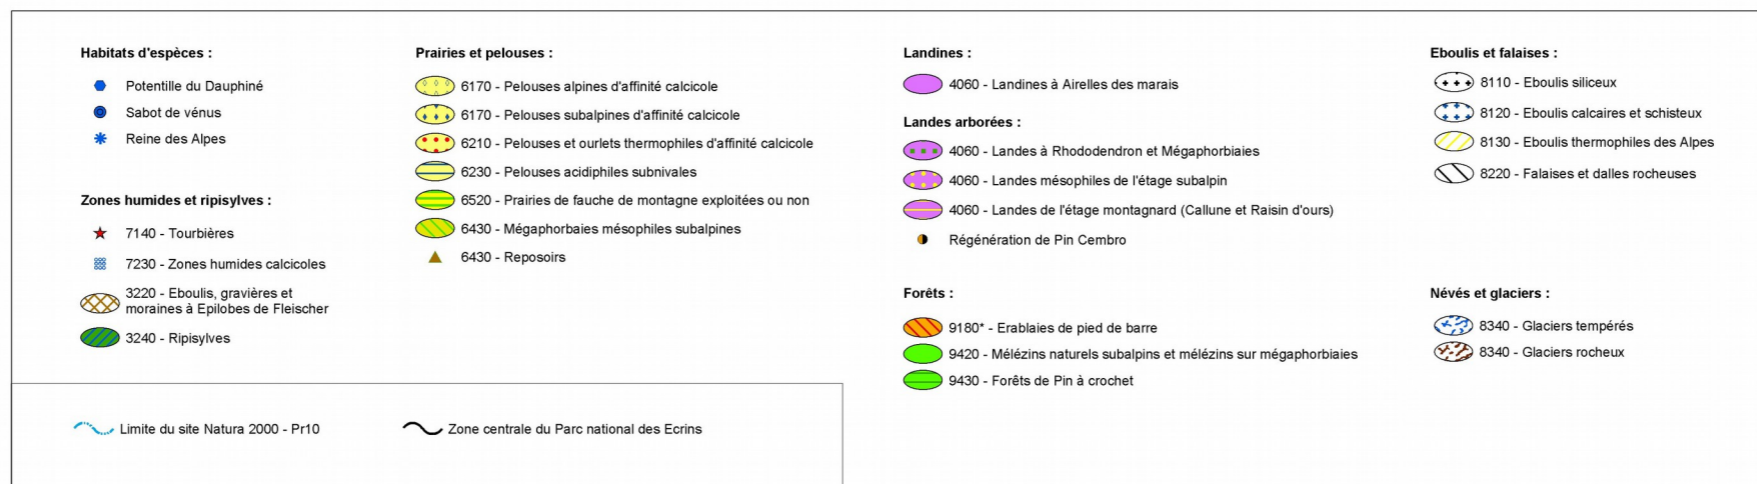 Habitats d'espèces :
Potentille du Dauphiné
Sabot de vénus
Reine des Alpes
Zones humides et ripisylves :
7140 - Tourbières
7230 - Zones humides calcicoles
3220 - Eboulis, gravières et
moraines à Epilobes de Fleischer
3240 - Ripisylves
Prairies et pelouses :
6170 - Pelouses alpines d'affinité calcicole
6170 - Pelouses subalpines d'affinité calcicole
6210 - Pelouses et ourlets thermophiles d'affinité calcicole
6230 - Pelouses acidiphiles subnivales
6520 - Prairies de fauche de montagne exploitées ou non
6430 - Mégaphorbaies mésophiles subalpines
6430 - Reposoirs
Landines :
4060 - Landines à Airelles des marais
Landes arborées :
4060 - Landes à Rhododendron et Mégaphorbiaies
4060 - Landes mésophiles de l'étage subalpin
4060 - Landes de l'étage montagnard (Callune et Raisin d'ours)
Régénération de Pin Cembro
Forêts :
9180* - Erablaies de pied de barre
9420 - Mélézins naturels subalpins et mélézins sur mégaphorbiaies
9430 - Forêts de Pin à crochet
Eboulis et falaises :
8110 - Eboulis siliceux
8120 - Eboulis calcaires et schisteux
8130 - Eboulis thermophiles des Alpes
8220 - Falaises et dalles rocheuses
Névés et glaciers :
8340 - Glaciers tempérés
8340 - Glaciers rocheux
Limite du site Natura 2000 - Pr10
Zone centrale du Parc national des Ecrins